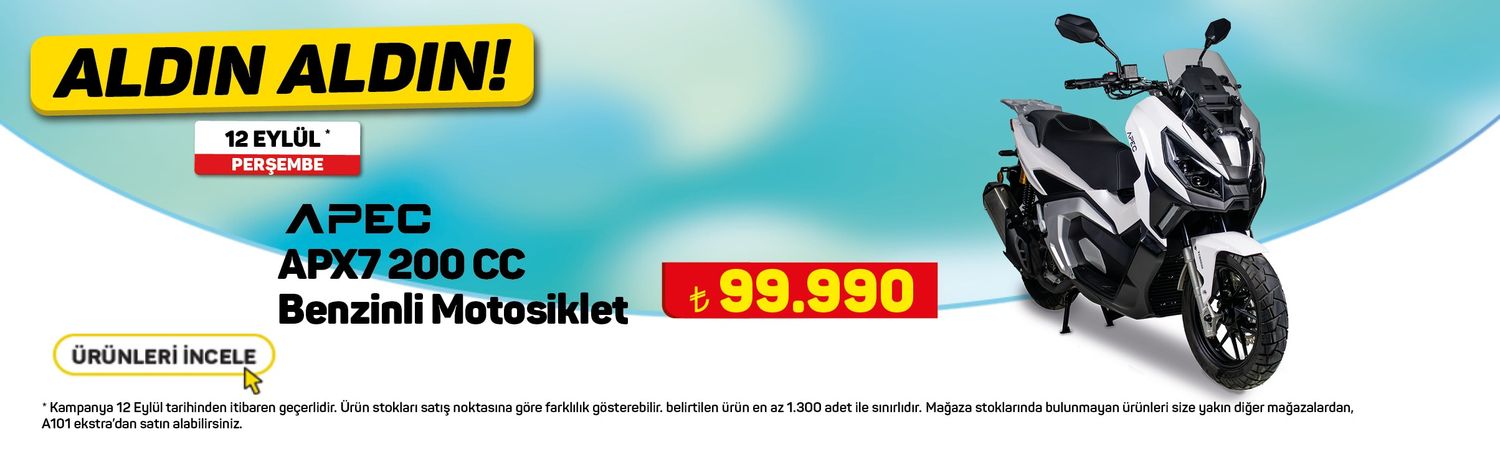 ALDIN ALDIN!
12 EYLÜL *
PERŞEMBE
APEC
APX7 200 CC
Benzinli Motosiklet
₺ 99.990
APEC
ÜRÜNLERİ İNCELE
* Kampanya 12 Eylül tarihinden itibaren geçerlidir. Ürün stokları satış noktasına göre farklılık gösterebilir. belirtilen ürün en az 1.300 adet ile sınırlıdır. Mağaza stoklarında bulunmayan ürünleri size yakın diğer mağazalardan,
A101 ekstra’dan satın alabilirsiniz.